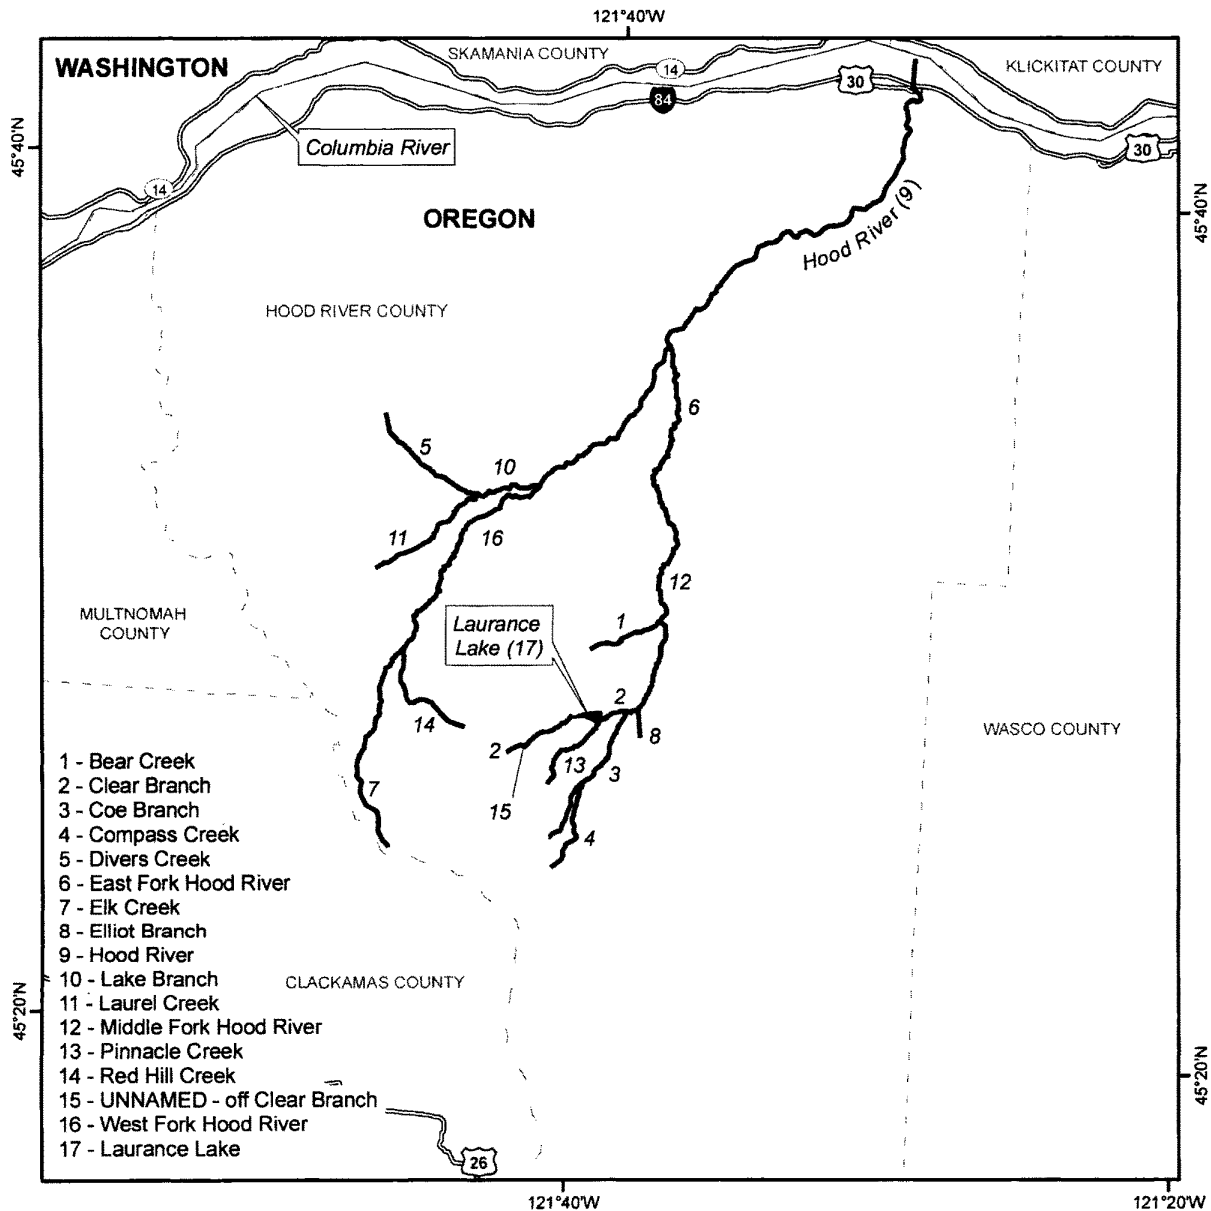 121°40'W
SKAMANIA COUNTY
WASHINGTON
14
KLICKITAT COUNTY
30
84
45°40'N
Columbia River
30
14
45°40'N
OREGON
Hood River (9)
HOOD RIVER COUNTY
6
5
10
11
16
12
MULTNOMAH
COUNTY
1
Laurance
Lake (17)
2
14
8
WASCO COUNTY
2
13
3
7
15
4
1 - Bear Creek
2 - Clear Branch
3 - Coe Branch
4 - Compass Creek
5 - Divers Creek
6 - East Fork Hood River
7 - Elk Creek
8 - Elliot Branch
9 - Hood River
10 - Lake Branch
11 - Laurel Creek
12 - Middle Fork Hood River
13 - Pinnacle Creek
14 - Red Hill Creek
15 - UNNAMED - off Clear Branch
16 - West Fork Hood River
17 - Laurance Lake
CLACKAMAS COUNTY
45°20'N
45°20'N
26
121°40'W
121°20'W